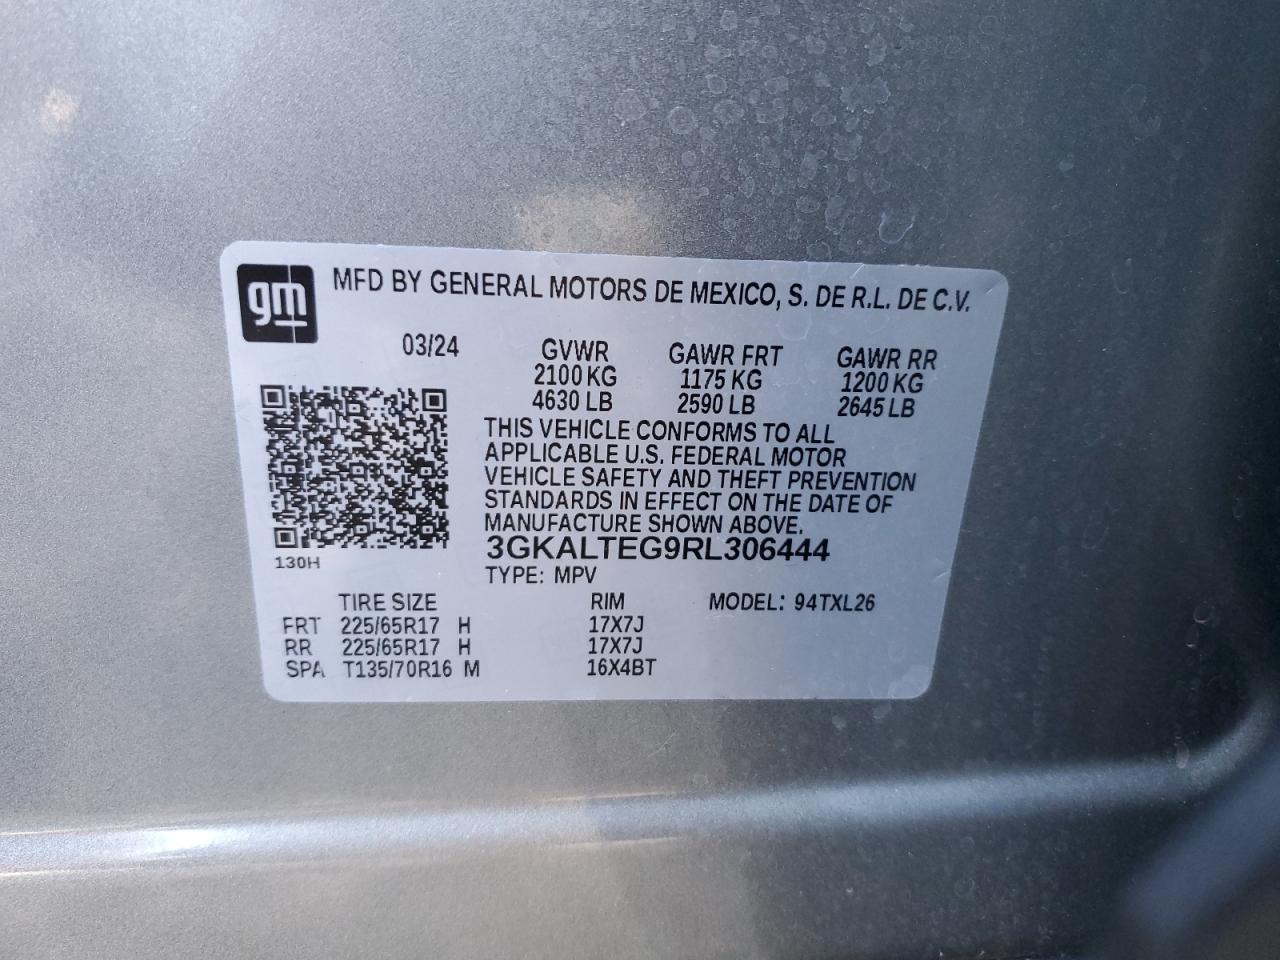 gm
MFD BY GENERAL MOTORS DE MEXICO, S. DE R.L. DE C.V.
03/24 GVWR GAWR FRT GAWR RR
2100 KG 1175 KG 1200 KG
4630 LB 2590 LB 2645 LB
THIS VEHICLE CONFORMS TO ALL
APPLICABLE U.S. FEDERAL MOTOR
VEHICLE SAFETY AND THEFT PREVENTION
STANDARDS IN EFFECT ON THE DATE OF
MANUFACTURE SHOWN ABOVE.
3GKALTEG9RL306444
130H
TYPE: MPV
TIRE SIZE RIM MODEL: 94TXL26
FRT 225/65R17 H 17X7J
RR 225/65R17 H 17X7J
SPA T135/70R16 M 16X4BT